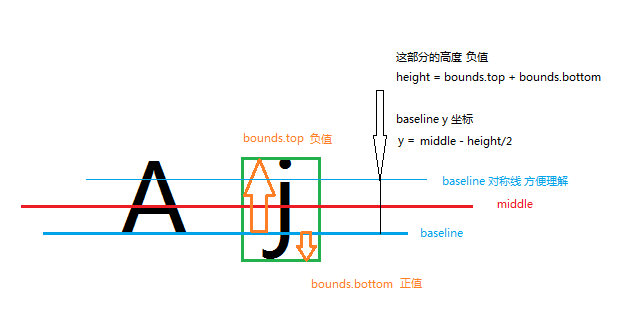 这部分的高度 负值
height = bounds.top + bounds.bottom
baseline y 坐标
y = middle - height/2
bounds.top 负值
baseline 对称线 方便理解
A j
middle
baseline
bounds.bottom 正值